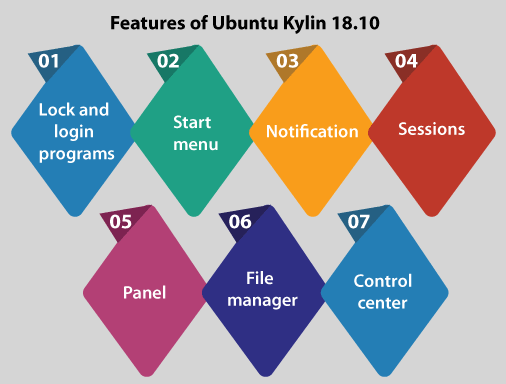 Features of Ubuntu Kylin 18.10
01
Lock and
login
programs
02
Start
menu
03
Notification
04
Sessions
05
Panel
06
File
manager
07
Control
center